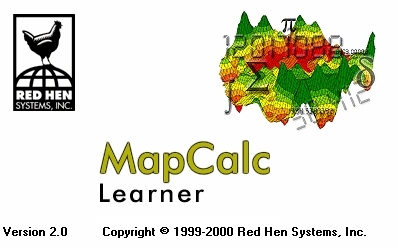 RED HEN
SYSTEMS, INC.
π
Σ
∫
δ
MapCalc
Learner
Version 2.0
Copyright © 1999-2000 Red Hen Systems, Inc.